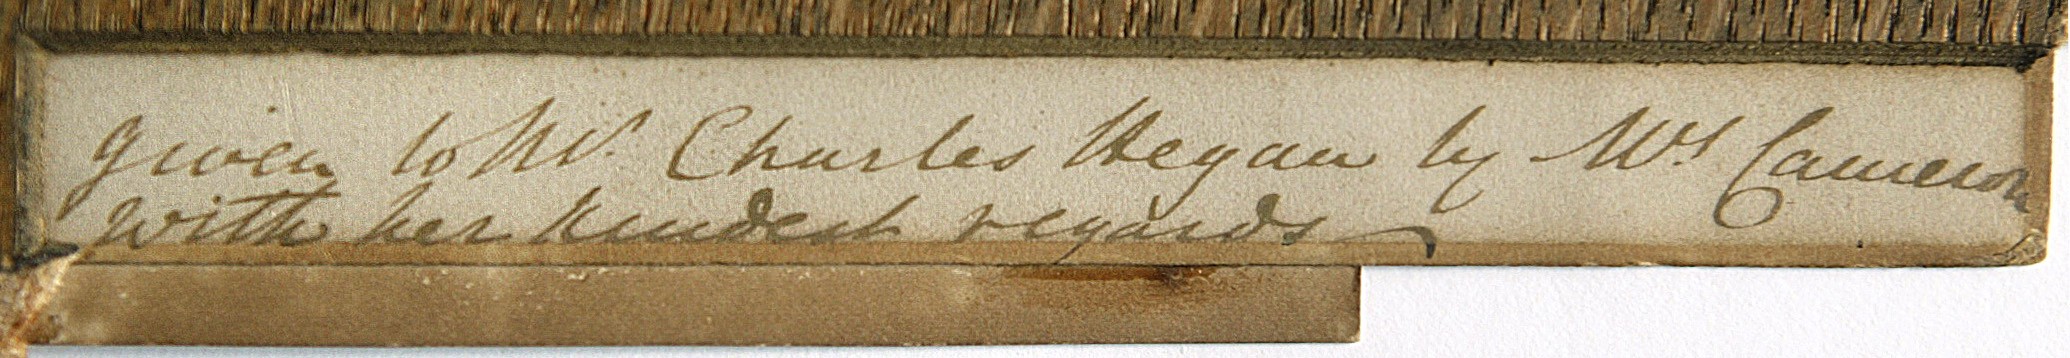 given to Mr. Charles Hegan by Mrs Cameron
with her kindest regards